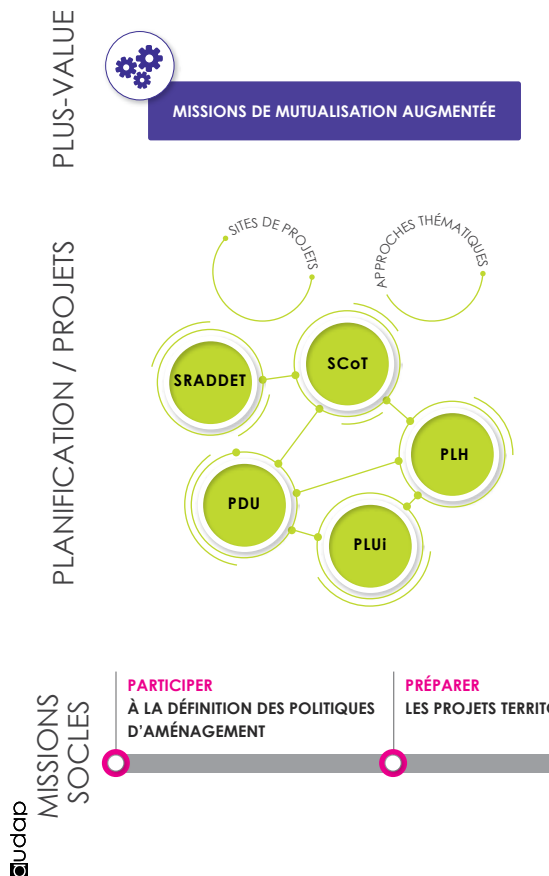 PLUS-VALUE
MISSIONS DE MUTUALISATION AUGMENTÉE
PLANIFICATION / PROJETS
SITES DE PROJETS
APPROCHES THÉMATIQUES
SRADDET
SCoT
PLH
PDU
PLUi
MISSIONS
SOCLES
PARTICIPER
À LA DÉFINITION DES POLITIQUES
D'AMÉNAGEMENT
PRÉPARER
LES PROJETS
audap